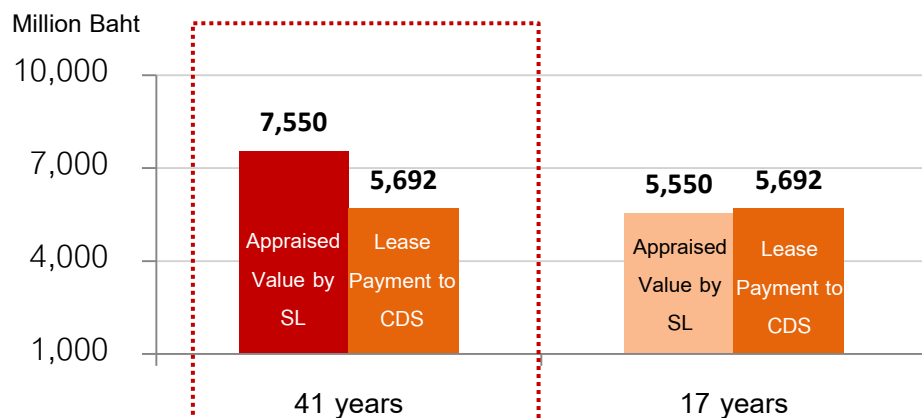 Million Baht
10,000
7,000
4,000
1,000
7,550
5,692
Appraised
Value by
SL
Lease
Payment to
CDS
5,550
5,692
Appraised
Value by
SL
Lease
Payment to
CDS
41 years
17 years